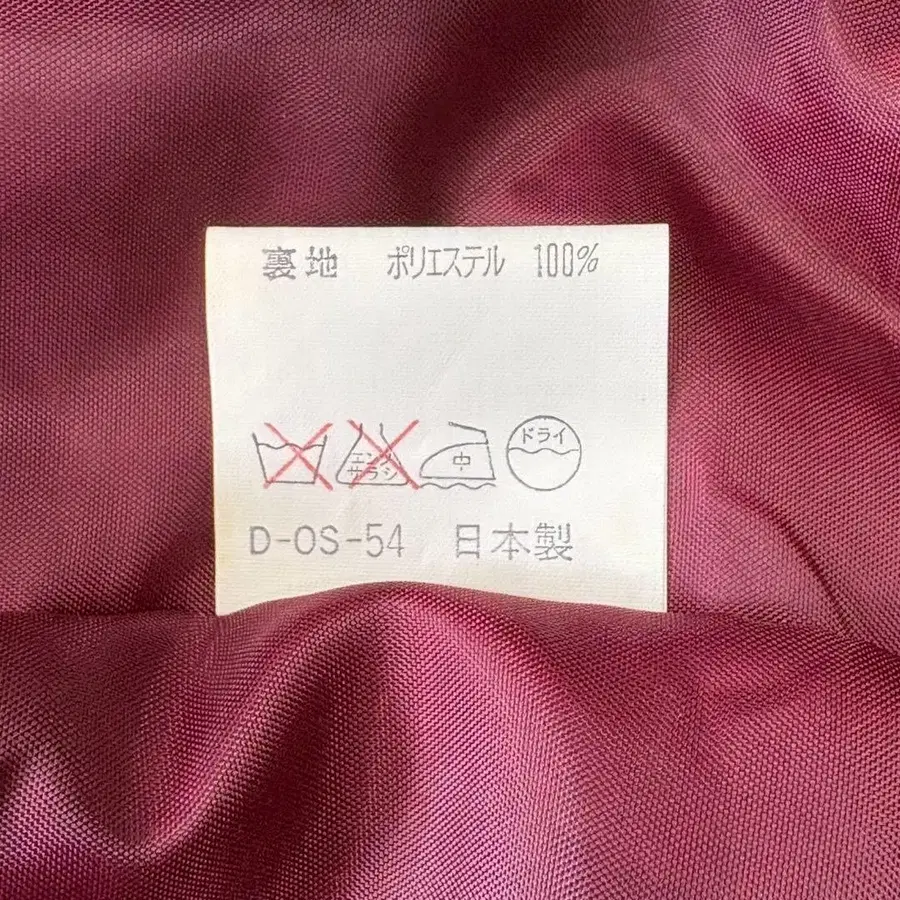 裏地 ポリエステル 100%
エンソ
サラシ
中
ドライ
D-OS-54 日本製